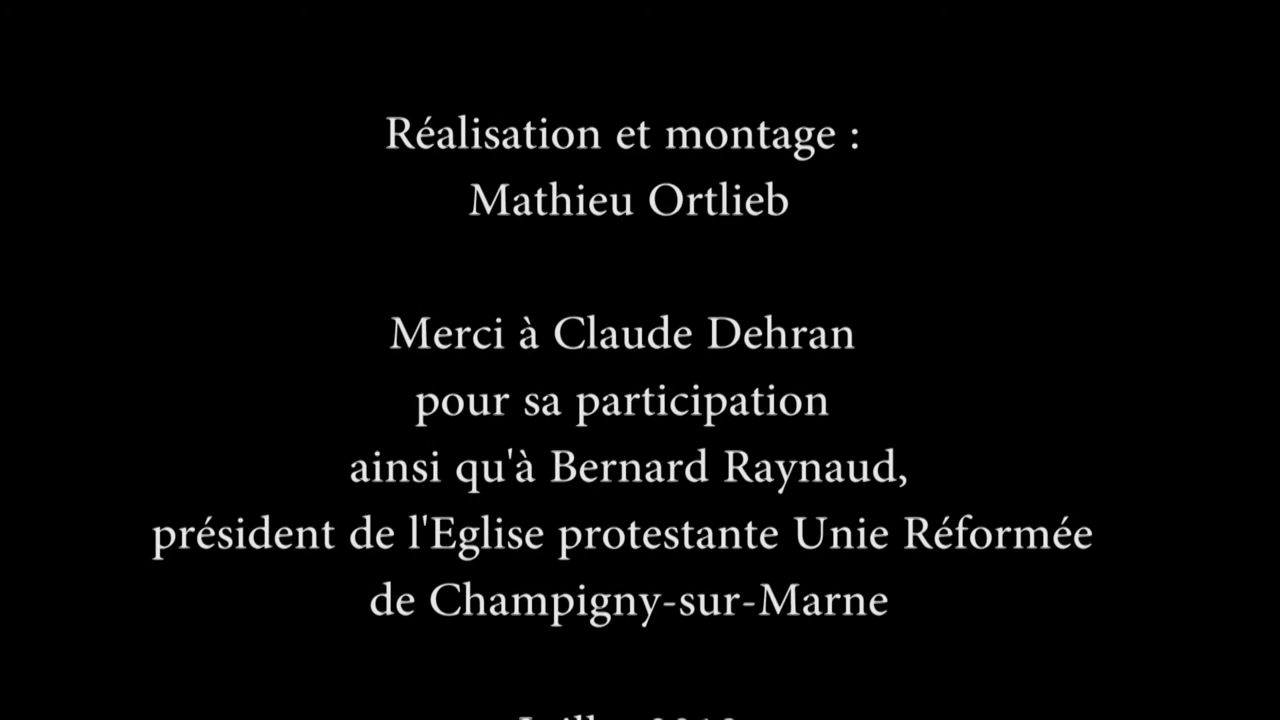 Réalisation et montage :
Mathieu Ortlieb
Merci à Claude Dehran
pour sa participation
ainsi qu'à Bernard Raynaud,
président de l'Eglise protestante Unie Réformée
de Champigny-sur-Marne